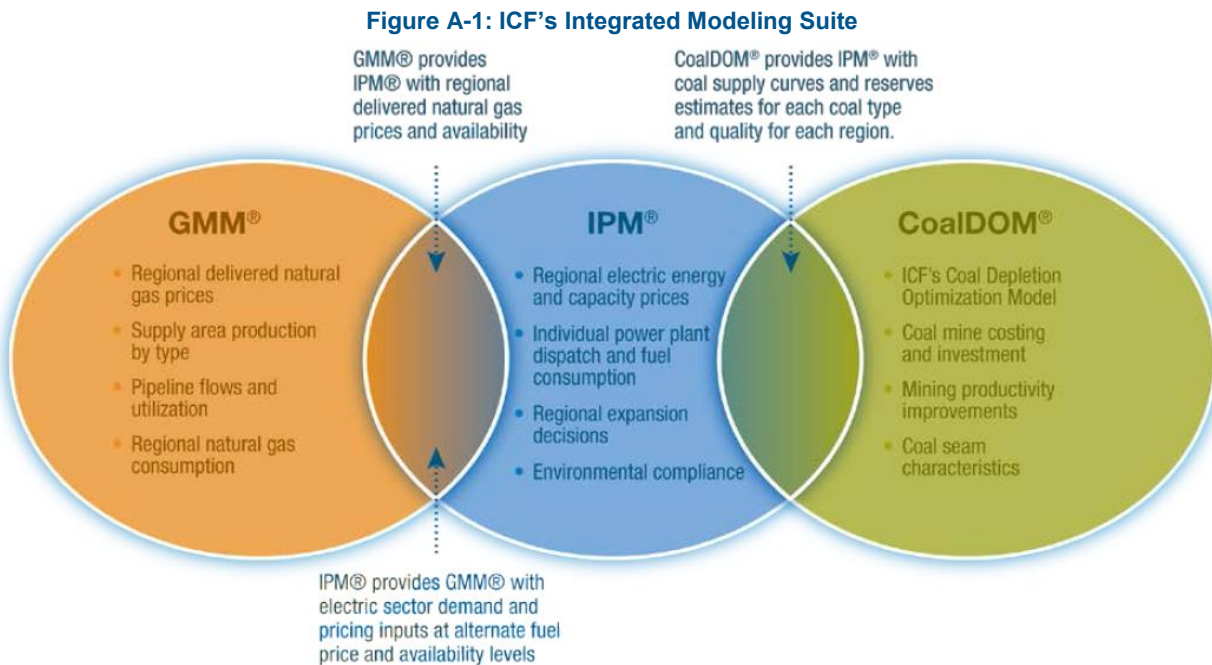 Figure A-1: ICF's Integrated Modeling Suite
GMM® provides
IPM® with regional
delivered natural gas
prices and availability
CoalDOM® provides IPM® with
coal supply curves and reserves
estimates for each coal type
and quality for each region.
GMM®
• Regional delivered natural
gas prices
• Supply area production
by type
• Pipeline flows and
utilization
• Regional natural gas
consumption
IPM®
• Regional electric energy
and capacity prices
• Individual power plant
dispatch and fuel
consumption
• Regional expansion
decisions
• Environmental compliance
CoalDOM®
• ICF's Coal Depletion
Optimization Model
• Coal mine costing
and investment
• Mining productivity
improvements
• Coal seam
characteristics
IPM® provides GMM® with
electric sector demand and
pricing inputs at alternate fuel
price and availability levels